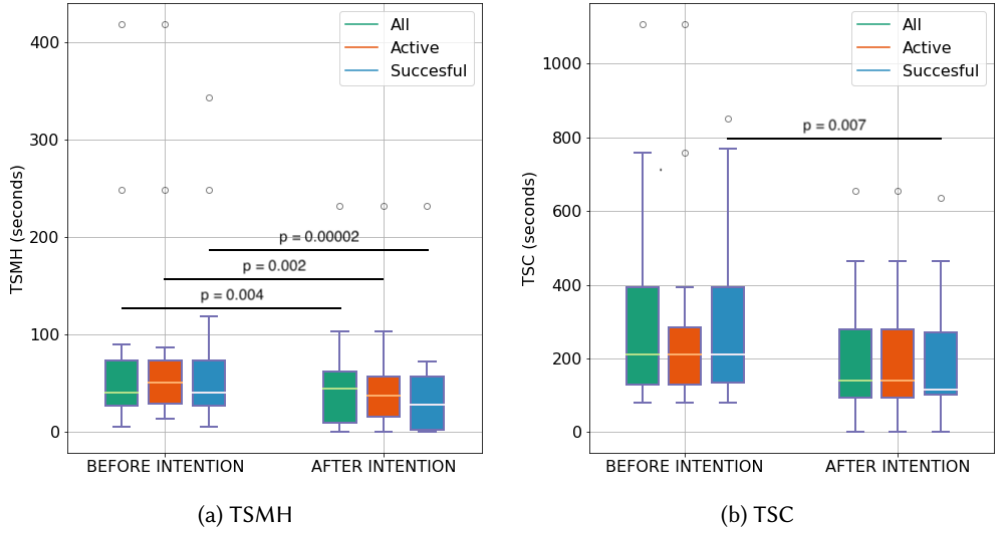 TSMH (seconds)
400
300
200
100
0
All
Active
Succesful
p = 0.00002
p = 0.002
p = 0.004
BEFORE INTENTION
AFTER INTENTION
(a) TSMH
TSC (seconds)
1000
800
600
400
200
0
All
Active
Succesful
p = 0.007
BEFORE INTENTION
AFTER INTENTION
(b) TSC